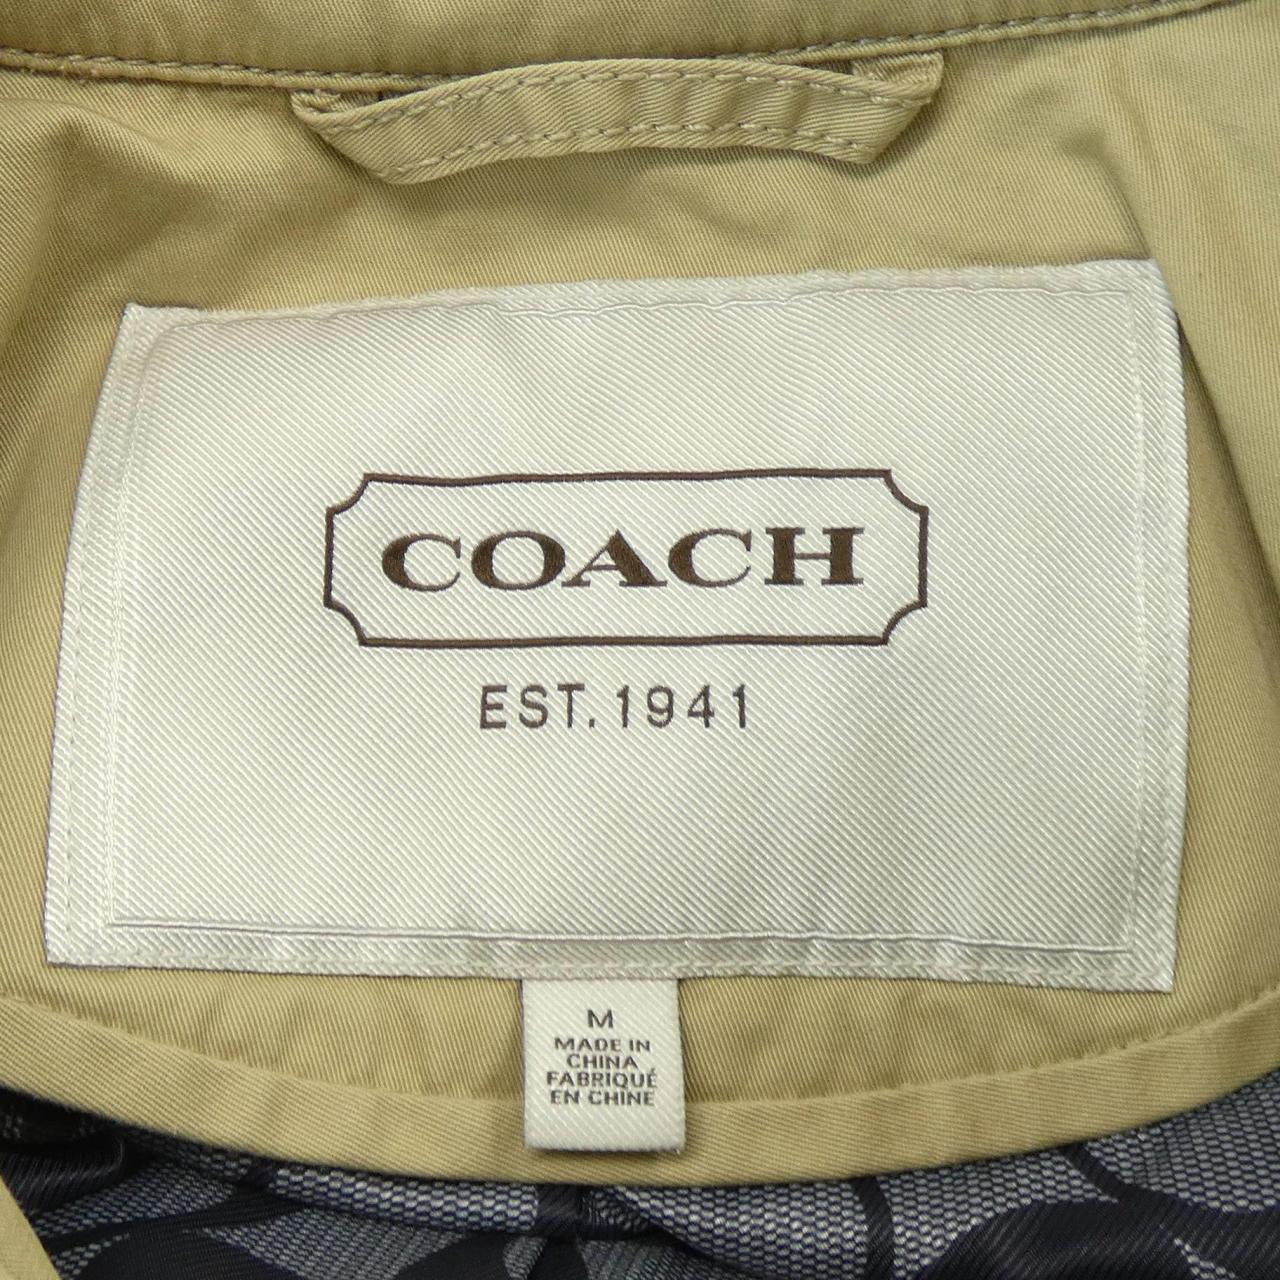 COACH
EST. 1941
M
MADE IN
CHINA
FABRIQUÉ
EN CHINE